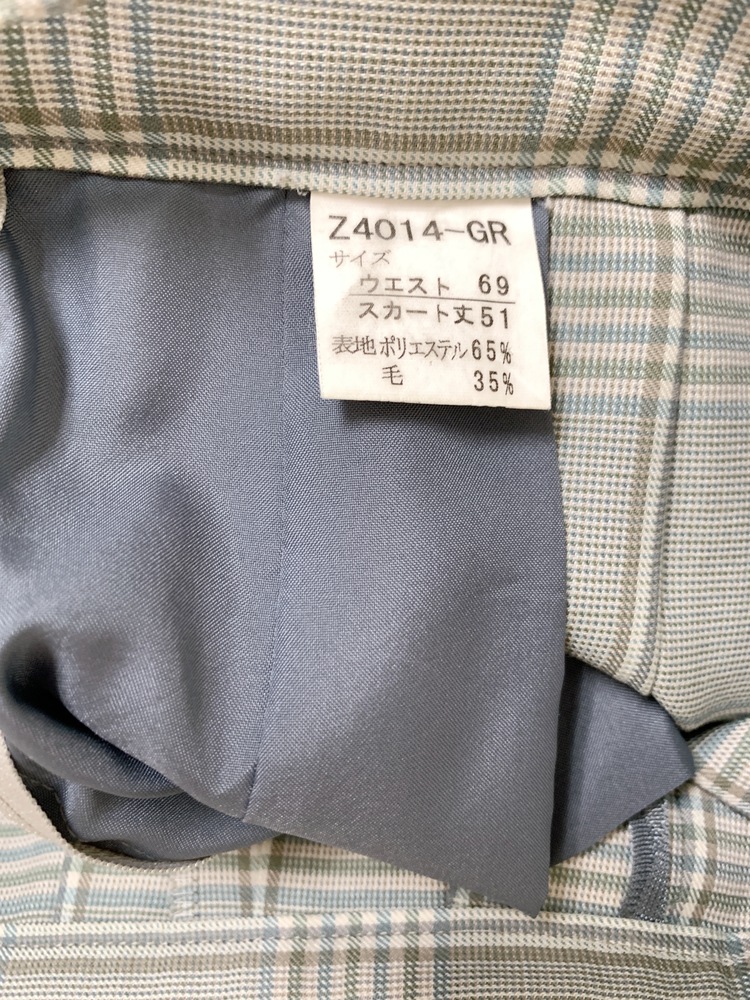 Z4014-GR
サイズ
ウエスト 69
スカート丈 51
表地 ポリエステル 65%
毛 35%